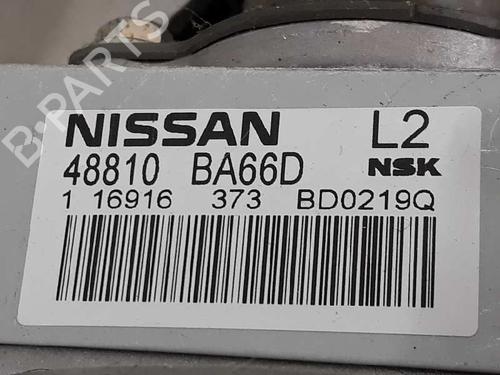 B-PARTS
NISSAN L2
48810 BA66D NSK
1 16916 373 BD0219Q